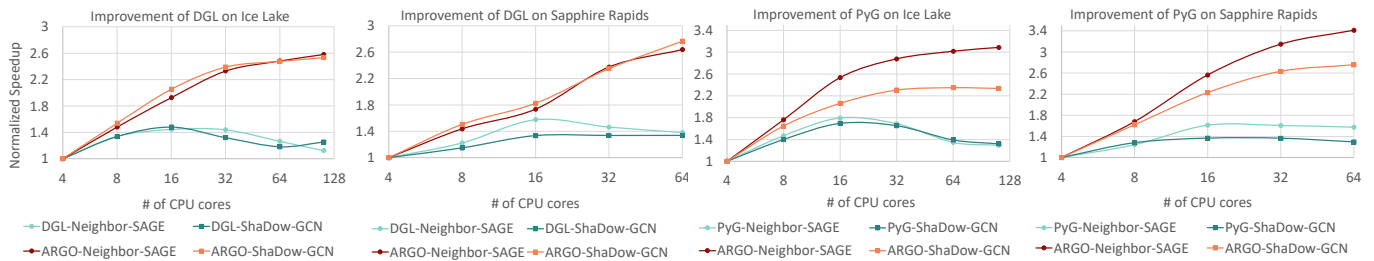 Improvement of DGL on Ice Lake
Normalized Speedup
3
2.6
2.2
1.8
1.4
1
4 8 16 32 64 128
# of CPU cores
DGL-Neighbor-SAGE DGL-ShaDow-GCN
ARGO-Neighbor-SAGE ARGO-ShaDow-GCN
Improvement of DGL on Sapphire Rapids
3
2.6
2.2
1.8
1.4
1
4 8 16 32 64
# of CPU cores
DGL-Neighbor-SAGE DGL-ShaDow-GCN
ARGO-Neighbor-SAGE ARGO-ShaDow-GCN
Improvement of PyG on Ice Lake
3.4
3
2.6
2.2
1.8
1.4
1
4 8 16 32 64 128
# of CPU cores
PyG-Neighbor-SAGE PyG-ShaDow-GCN
ARGO-Neighbor-SAGE ARGO-ShaDow-GCN
Improvement of PyG on Sapphire Rapids
3.4
3
2.6
2.2
1.8
1.4
1
4 8 16 32 64
# of CPU cores
PyG-Neighbor-SAGE PyG-ShaDow-GCN
ARGO-Neighbor-SAGE ARGO-ShaDow-GCN